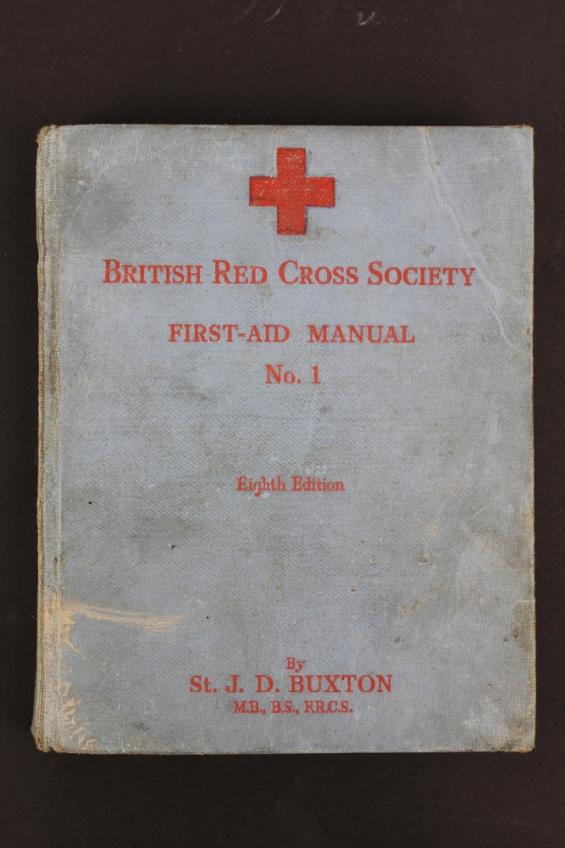 BRITISH RED CROSS SOCIETY
FIRST-AID MANUAL
No. 1
Eighth Edition
By
St. J. D. BUXTON
M.B., B.S., F.R.C.S.